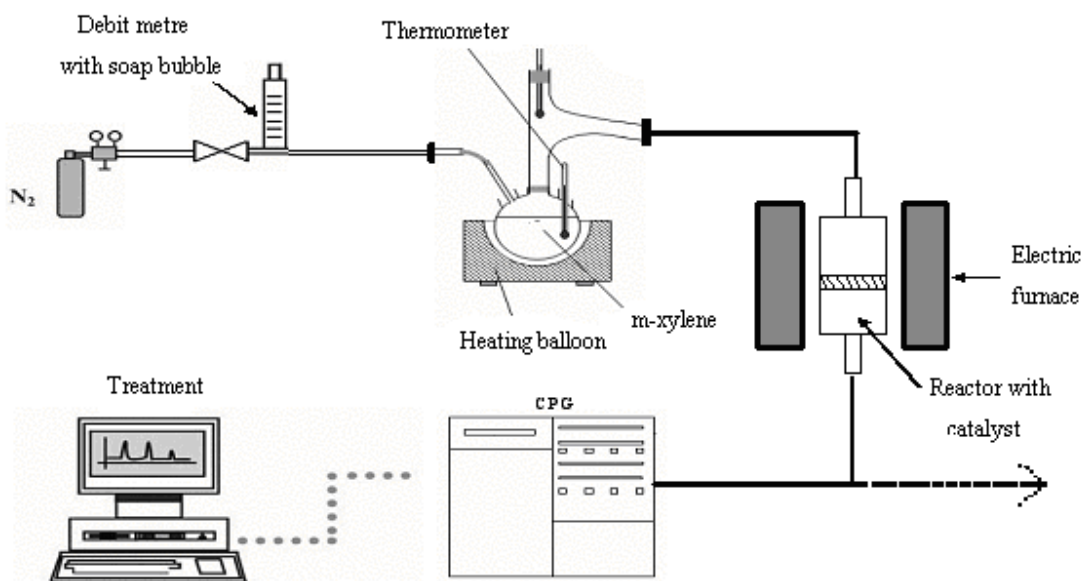 Debit metre
with soap bubble
Thermometer
N₂
Electric
furnace
m-xylene
Heating balloon
Reactor with
catalyst
Treatment
CPG